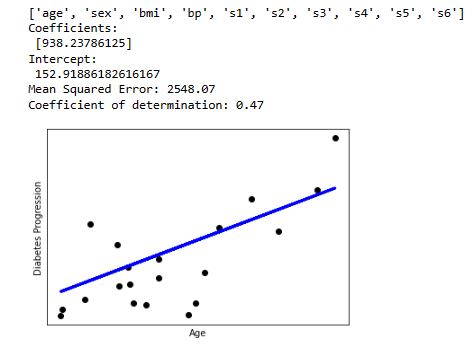 ['age', 'sex', 'bmi', 'bp', 's1', 's2', 's3', 's4', 's5', 's6']
Coefficients:
[938.23786125]
Intercept:
152.91886182616167
Mean Squared Error: 2548.07
Coefficient of determination: 0.47
Diabetes Progression
Age